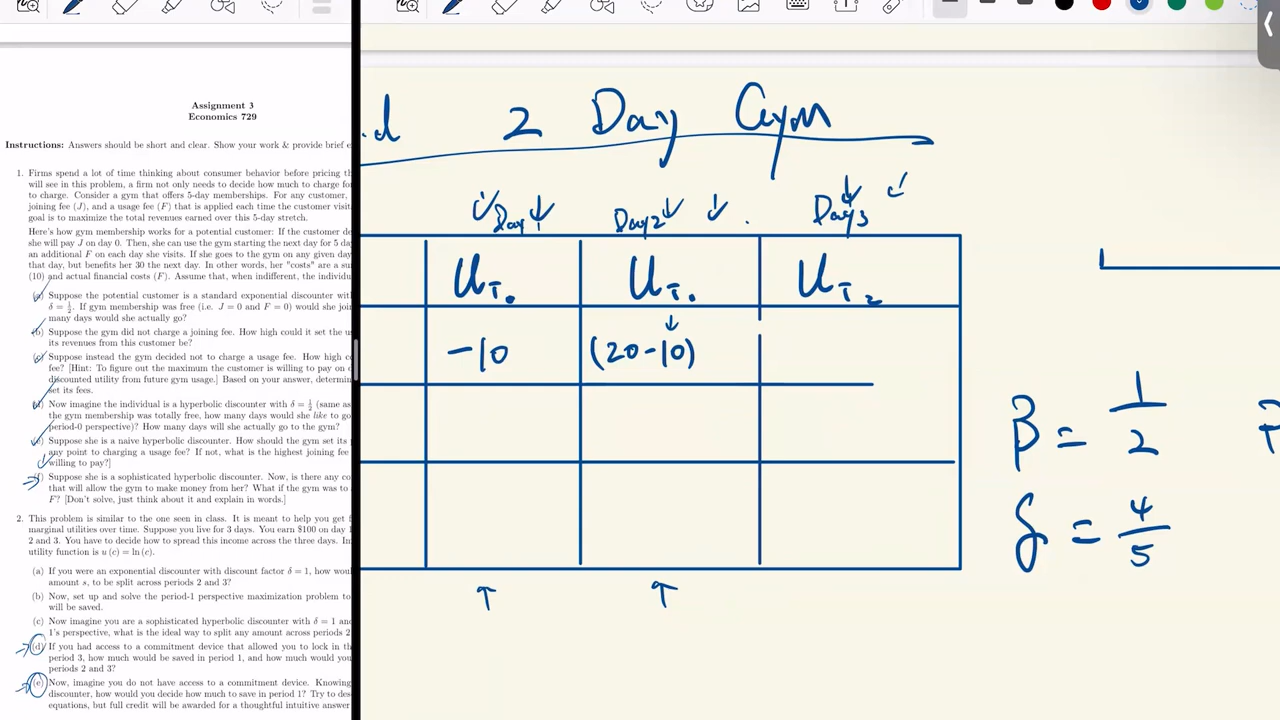 Assignment 3
Economics 729
Instructions: Answers should be short and clear. Show your work & provide brief e
1. Firms spend a lot of time thinking about consumer behavior before pricing th
will see in this problem, a firm not only needs to decide how much to charge for
to charge. Consider a gym that offers 5-day memberships. For any customer,
joining fee (J), and a usage fee (F) that is applied each time the customer visit
goal is to maximize the total revenues earned over this 5-day stretch.
Here's how gym membership works for a potential customer: If the customer de
she will pay J on day 0. Then, she can use the gym starting the next day for 5 da
an additional F on each day she visits. If she goes to the gym on any given day
that day, but benefits her 30 the next day. In other words, her "costs" are a su
(10) and actual financial costs (F). Assume that, when indifferent, the individu
(a) Suppose the potential customer is a standard exponential discounter wit
δ = 1/2. If gym membership was free (i.e. J = 0 and F = 0) would she joi
many days would she actually go?
(b) Suppose the gym did not charge a joining fee. How high could it set the u
its revenues from this customer be?
(c) Suppose instead the gym decided not to charge a usage fee. How high co
fee? [Hint: To figure out the maximum the customer is willing to pay on d
discounted utility from future gym usage.] Based on your answer, determin
set its fees.
(d) Now imagine the individual is a hyperbolic discounter with δ = 1/2 (same as
the gym membership was totally free, how many days would she like to go
period-0 perspective)? How many days will she actually go to the gym?
Suppose she is a naive hyperbolic discounter. How should the gym set its p
any point to charging a usage fee? If not, what is the highest joining fee
willing to pay?]
(f) Suppose she is a sophisticated hyperbolic discounter. Now, is there any co
that will allow the gym to make money from her? What if the gym was to
F? [Don't solve, just think about it and explain in words.]
2. This problem is similar to the one seen in class. It is meant to help you get f
marginal utilities over time. Suppose you live for 3 days. You earn $100 on day 1
2 and 3. You have to decide how to spend this income across the three days. In
utility function is u (c) = ln (c).
(a) If you were an exponential discounter with discount factor δ = 1, how woul
amount s, to be split across periods 2 and 3?
(b) Now, set up and solve the period-1 perspective maximization problem to
will be saved.
(c) Now imagine you are a sophisticated hyperbolic discounter with δ = 1 and
1's perspective, what is the ideal way to split any amount across periods 2
(d) If you had access to a commitment device that allowed you to lock in th
period 3, how much would be saved in period 1, and how much would you
periods 2 and 3?
(e) Now, imagine you do not have access to a commitment device. Knowing
discounter, how would you decide how much to save in period 1? Try to des
equations, but full credit will be awarded for a thoughtful intuitive answer
.d 2 Day Gym
Day1 Day2 Day3
U_T0 U_T0 U_T2
-10 (20-10)
β = 1/2
δ = 4/5